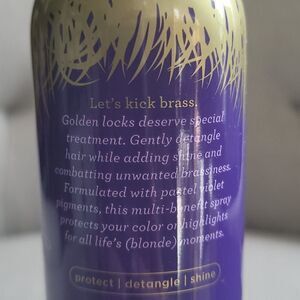 Let's kick brass.
Golden locks deserve special
treatment. Gently detangle
hair while adding shine and
combatting unwanted brassiness.
Formulated with pastel violet
pigments, this multi-benefit spray
protects your color or highlights
for all life's (blonde) moments.
protect | detangle | shine